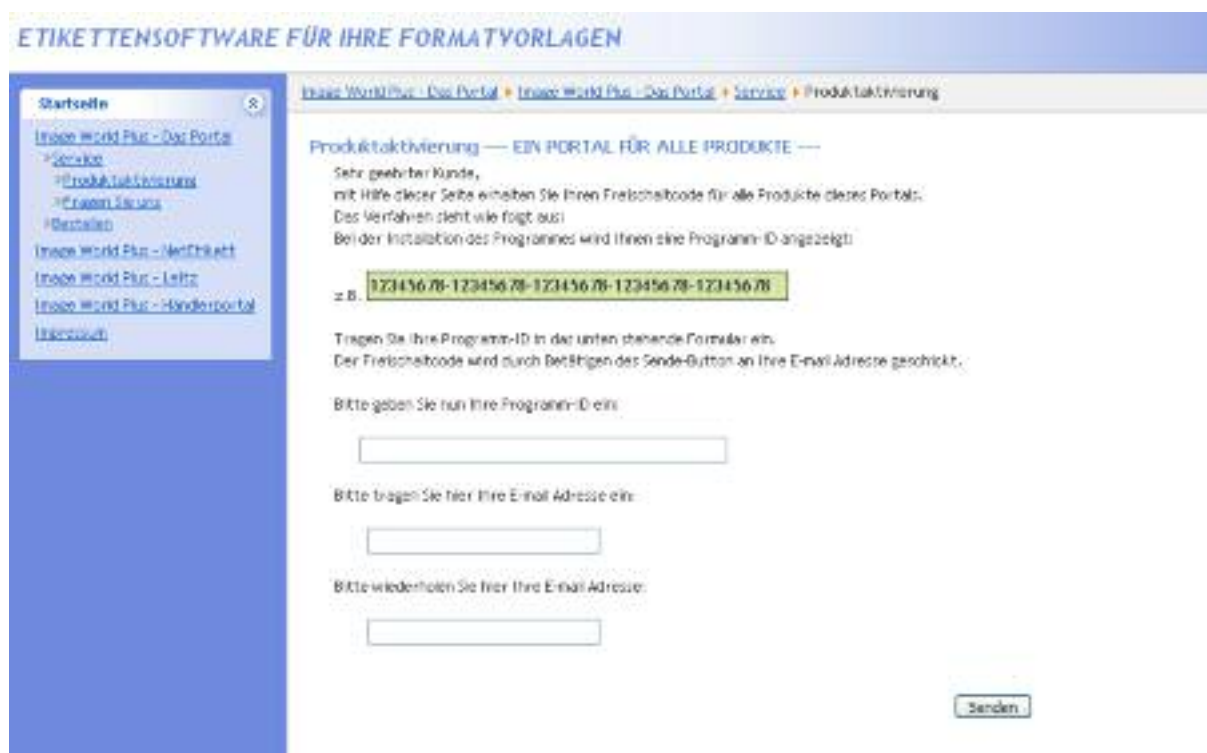 ETIKETTENSOFTWARE FÜR IHRE FORMATVORLAGEN
Startseite
Image World Plus - Das Portal
Service
Produktaktivierung
Fragen Sie uns
Bestellen
Image World Plus - NetEtikett
Image World Plus - Leitz
Image World Plus - Händlerportal
Impressum
Image World Plus - Das Portal Image World Plus - Das Portal Service Produktaktivierung
Produktaktivierung --- EIN PORTAL FÜR ALLE PRODUKTE ---
Sehr geehrter Kunde,
mit Hilfe dieser Seite erhalten Sie Ihren Freischaltcode für alle Produkte dieses Portals.
Das Verfahren sieht wie folgt aus:
Bei der Installation des Programmes wird Ihnen eine Programm-ID angezeigt:
z.B. 12345678-12345678-12345678-12345678-12345678
Tragen Sie Ihre Programm-ID in das unten stehende Formular ein.
Der Freischaltcode wird durch Betätigen des Sende-Button an Ihre E-mail Adresse geschickt.
Bitte geben Sie nun Ihre Programm-ID ein:
Bitte tragen Sie hier Ihre E-mail Adresse ein:
Bitte wiederholen Sie hier Ihre E-mail Adresse:
Senden